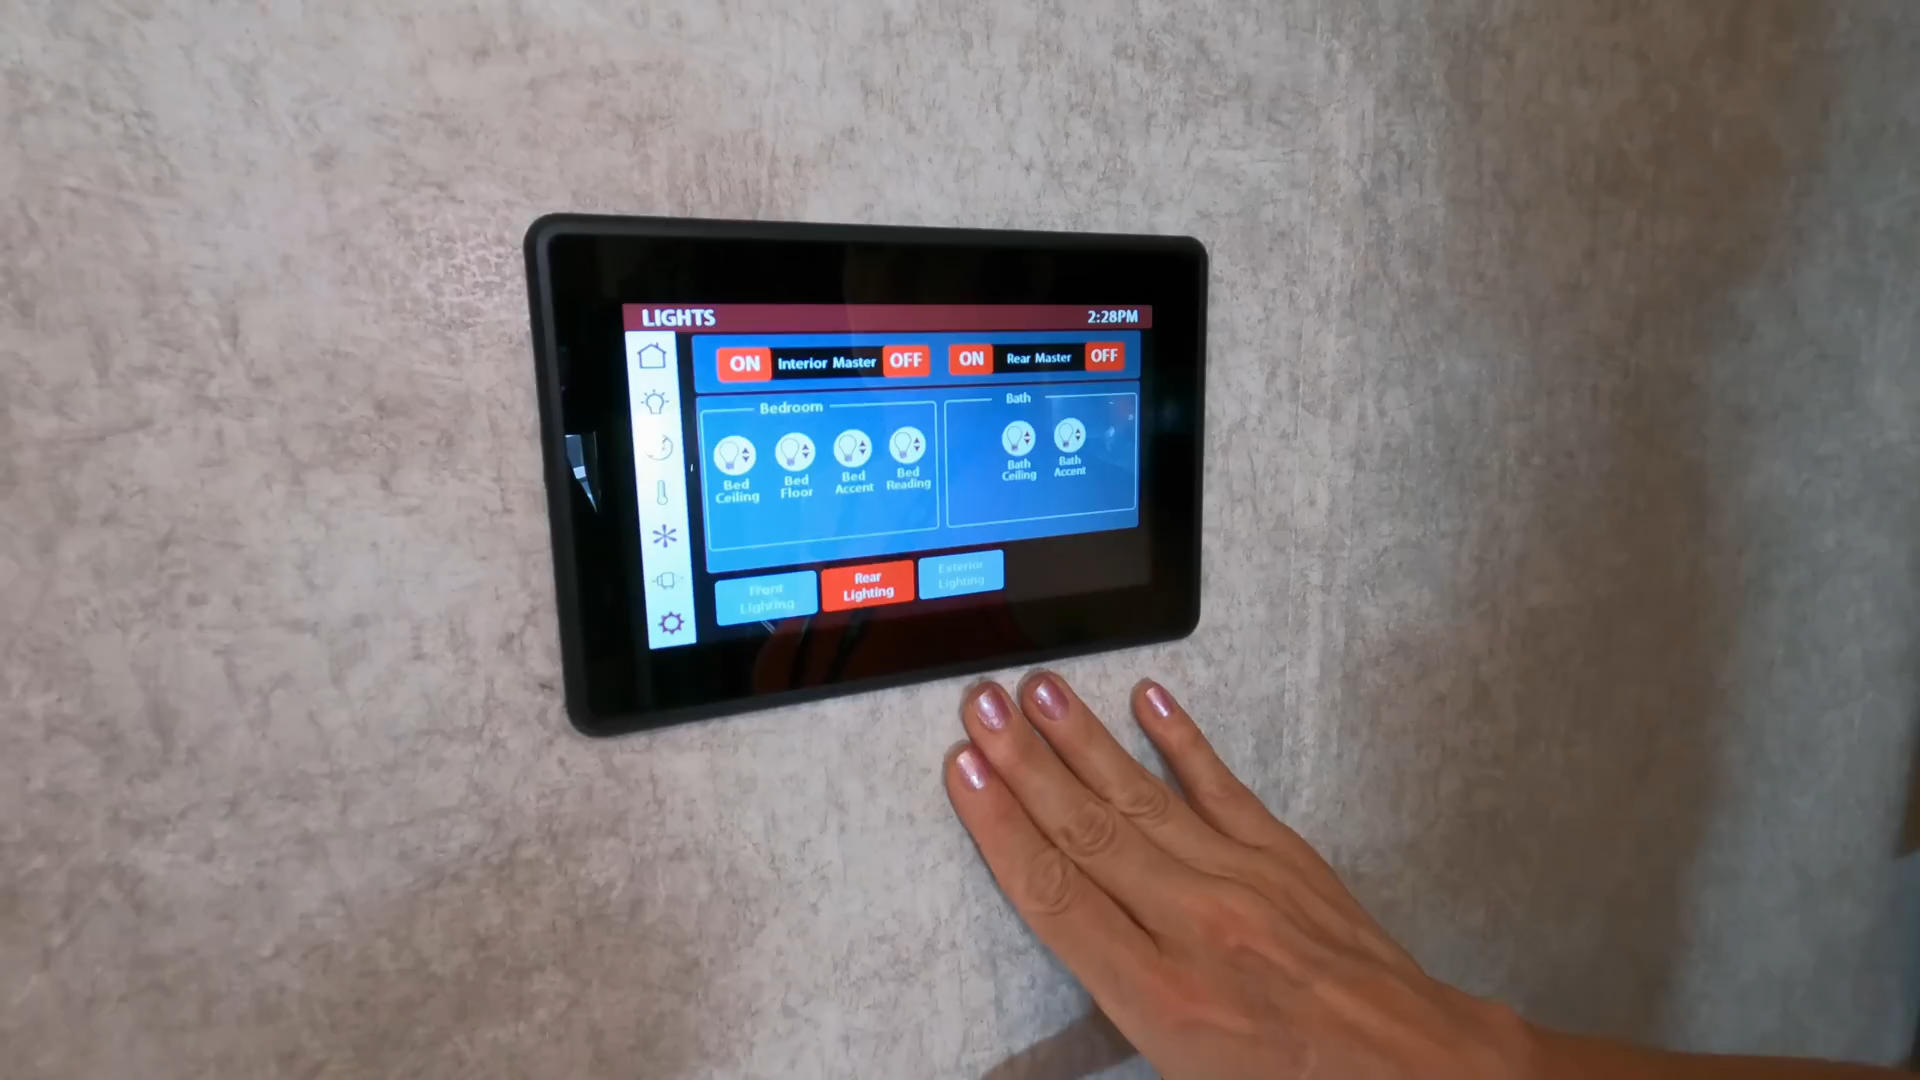 LIGHTS 2:28PM
ON Interior Master OFF ON Rear Master OFF
Bedroom
Bath
Bed Ceiling
Bed Floor
Bed Accent
Bed Reading
Bath Ceiling
Bath Accent
Front Lighting
Rear Lighting
Exterior Lighting